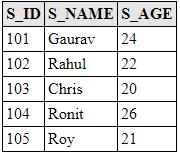 S_ID S_NAME S_AGE
101 Gaurav 24
102 Rahul 22
103 Chris 20
104 Ronit 26
105 Roy 21